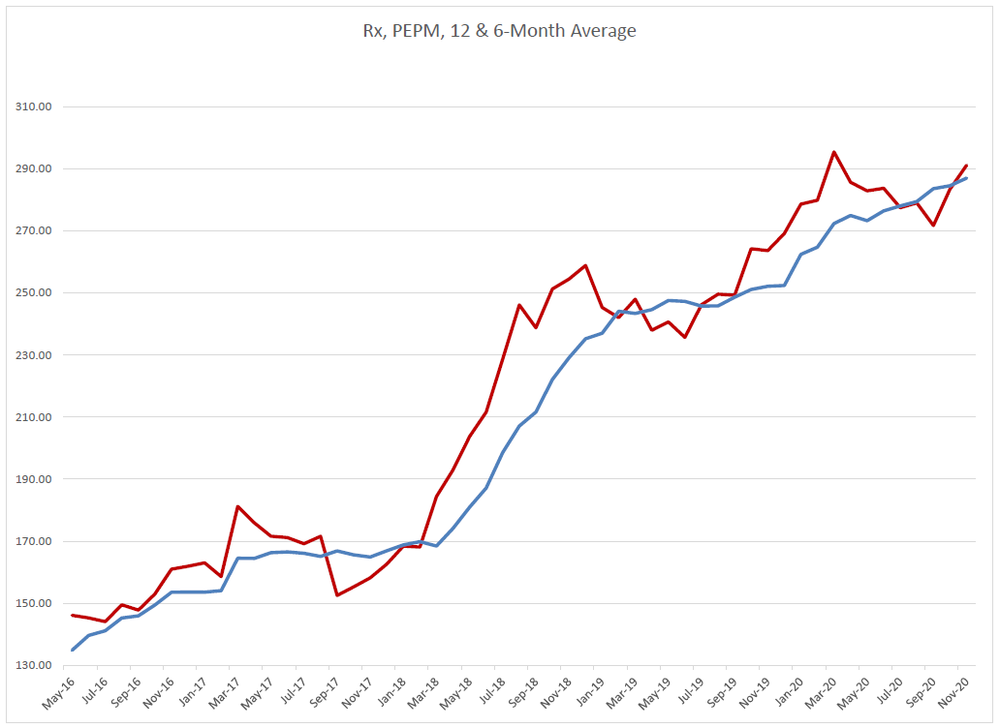 Rx, PEPM, 12 & 6-Month Average
310.00
290.00
270.00
250.00
230.00
210.00
190.00
170.00
150.00
130.00
May-16
Jul-16
Sep-16
Nov-16
Jan-17
Mar-17
May-17
Jul-17
Sep-17
Nov-17
Jan-18
Mar-18
May-18
Jul-18
Sep-18
Nov-18
Jan-19
Mar-19
May-19
Jul-19
Sep-19
Nov-19
Jan-20
Mar-20
May-20
Jul-20
Sep-20
Nov-20